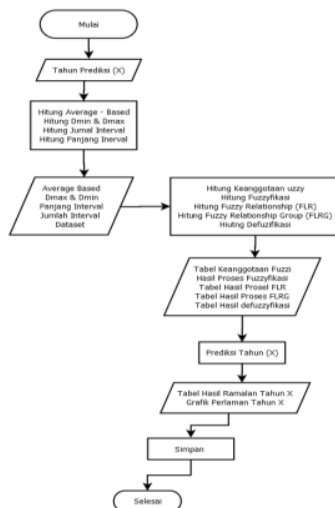 Mulai
Tahun Prediksi (X)
Hitung Average - Based
Hitung Dmin & Dmax
Hitung Jumal Interval
Hitung Panjang Inerval
Average Based
Dmax & Dmin
Panjang Interval
Jumlah Interval
Dataset
Hitung Keanggotaan uzzy
Hitung Fuzzyfikasi
Hitung Fuzzy Relationship (FLR)
Hitung Fuzzy Relationship Group (FLRG)
Hiutng Defuzifikasi
Tabel Keanggotaan Fuzzi
Hasil Proses Fuzzyfikasi
Tabel Hasil Prosel FLR
Tabel Hasil Proses FLRG
Tabel Hasil defuzzyfikasi
Prediksi Tahun (X)
Tabel Hasil Ramalan Tahun X
Grafik Perlaman Tahun X
Simpan
Selesai